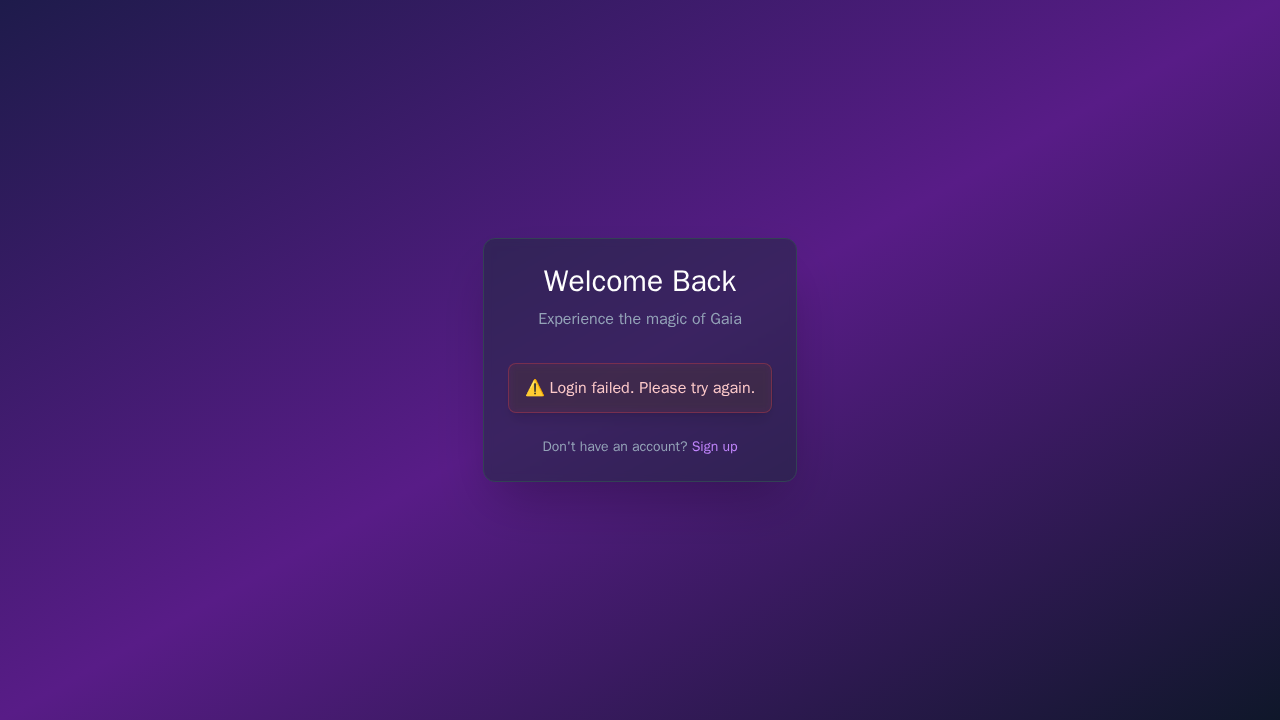 Welcome Back
Experience the magic of Gaia
⚠️ Login failed. Please try again.
Don't have an account? Sign up